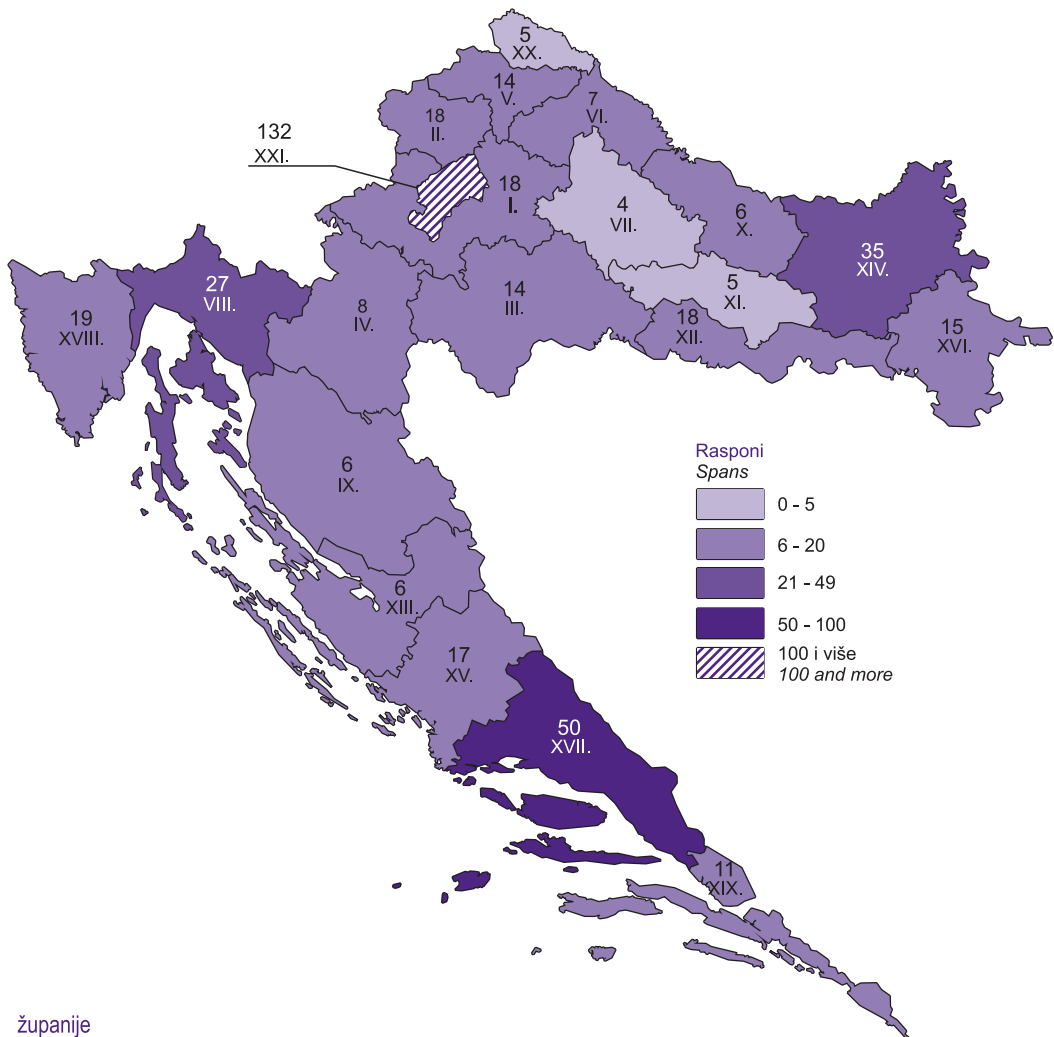 5
XX.
14
V.
7
VI.
18
II.
132
XXI.
18
I.
4
VII.
6
X.
35
XIV.
27
VIII.
19
XVIII.
8
IV.
14
III.
5
XI.
18
XII.
15
XVI.
6
IX.
Rasponi
Spans
0 - 5
6 - 20
21 - 49
50 - 100
100 i više
100 and more
6
XIII.
17
XV.
50
XVII.
11
XIX.
županije